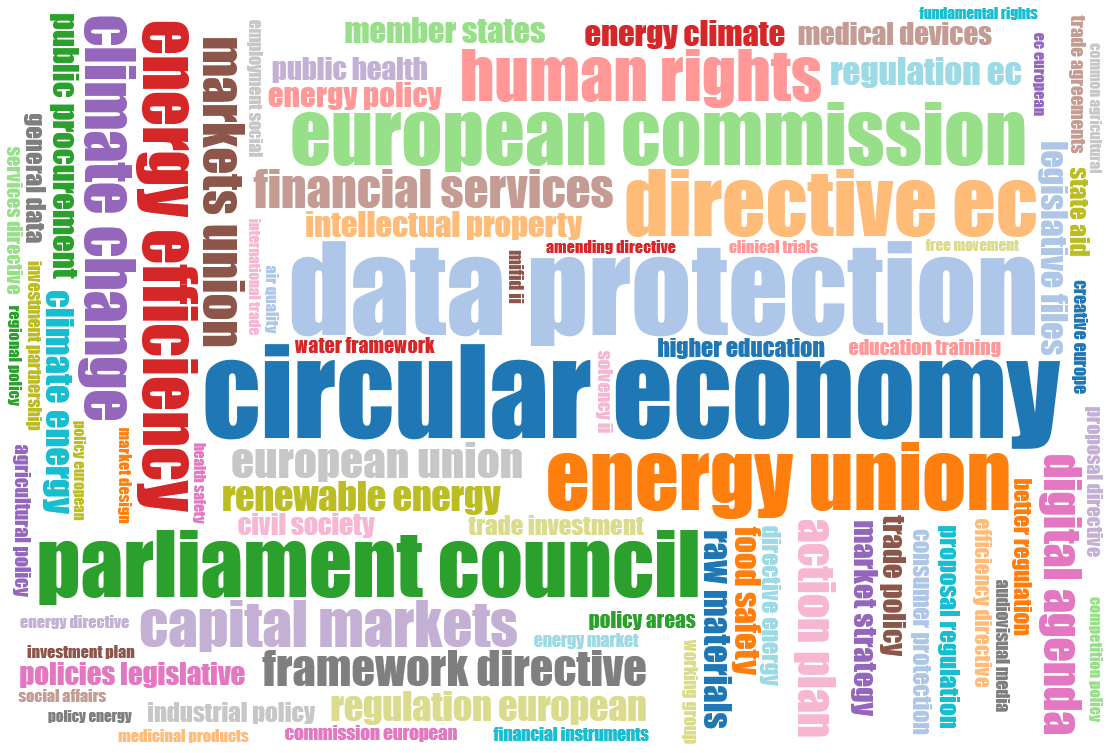 fundamental rights
member states
energy climate
medical devices
public health
human rights
regulation ec
energy policy
european commission
financial services
directive ec
intellectual property
amending directive
clinical trials
free movement
data protection
mifid ii
water framework
higher education
education training
circular economy
solvency ii
european union
energy union
renewable energy
civil society
trade investment
parliament council
capital markets
policy areas
energy directive
energy market
investment plan
policies legislative
framework directive
social affairs
policy energy
industrial policy
regulation european
medicinal products
commission european
financial instruments
public procurement
climate change
energy efficiency
markets union
employment social
general data
services directive
international trade
air quality
investment partnership
climate energy
regional policy
policy european
market design
health safety
agricultural policy
ec european
trade agreements
common agricultural
legislative files
state aid
creative europe
proposal directive
digital agenda
better regulation
efficiency directive
audiovisual media
proposal regulation
consumer protection
trade policy
market strategy
action plan
directive energy
food safety
raw materials
working group
competition policy